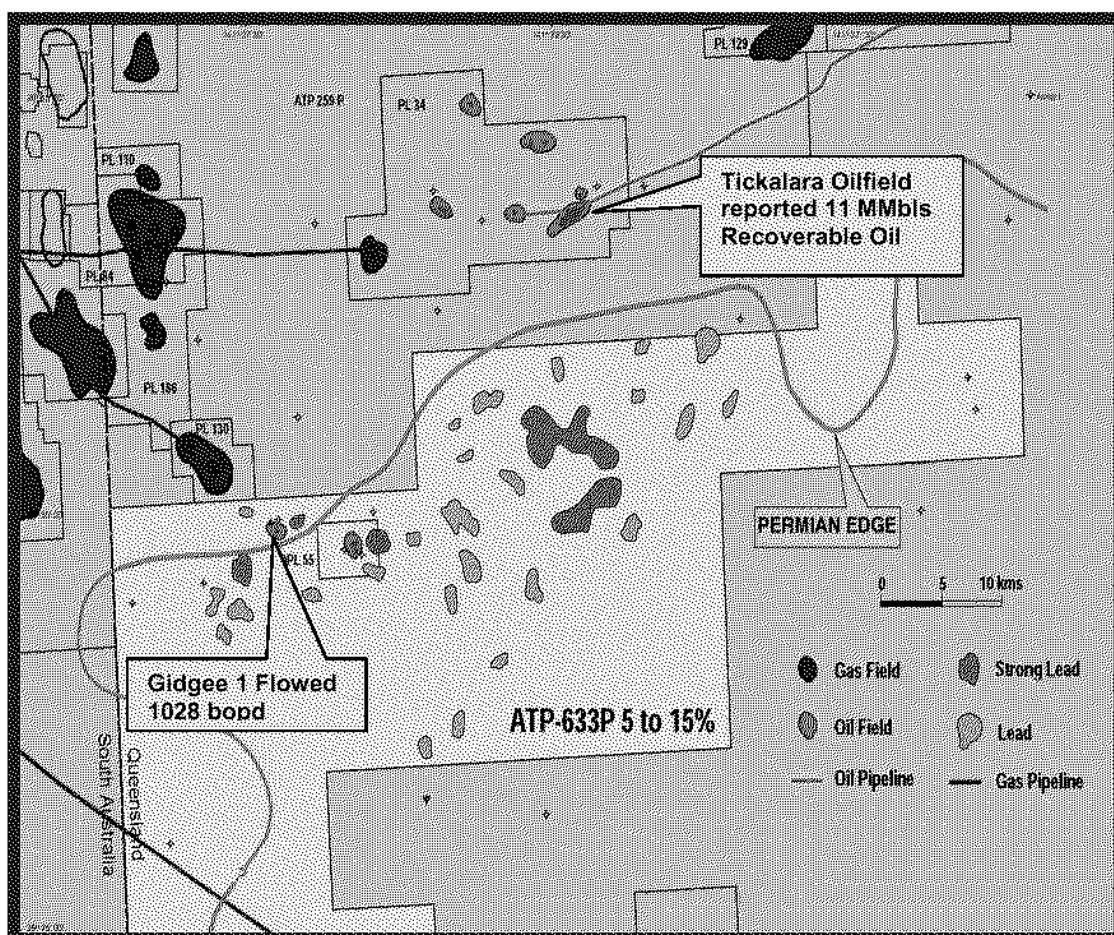 PL 129
ATP 259 P
PL 34
PL 110
Tickalara Oilfield
reported 11 MMbls
Recoverable Oil
PL 84
PL 186
PL 130
PERMIAN EDGE
PL 55
0 5 10 kms
Gidgee 1 Flowed
1028 bopd
ATP-633P 5 to 15%
Gas Field
Strong Lead
Oil Field
Lead
Oil Pipeline
Gas Pipeline
Queensland
South Australia